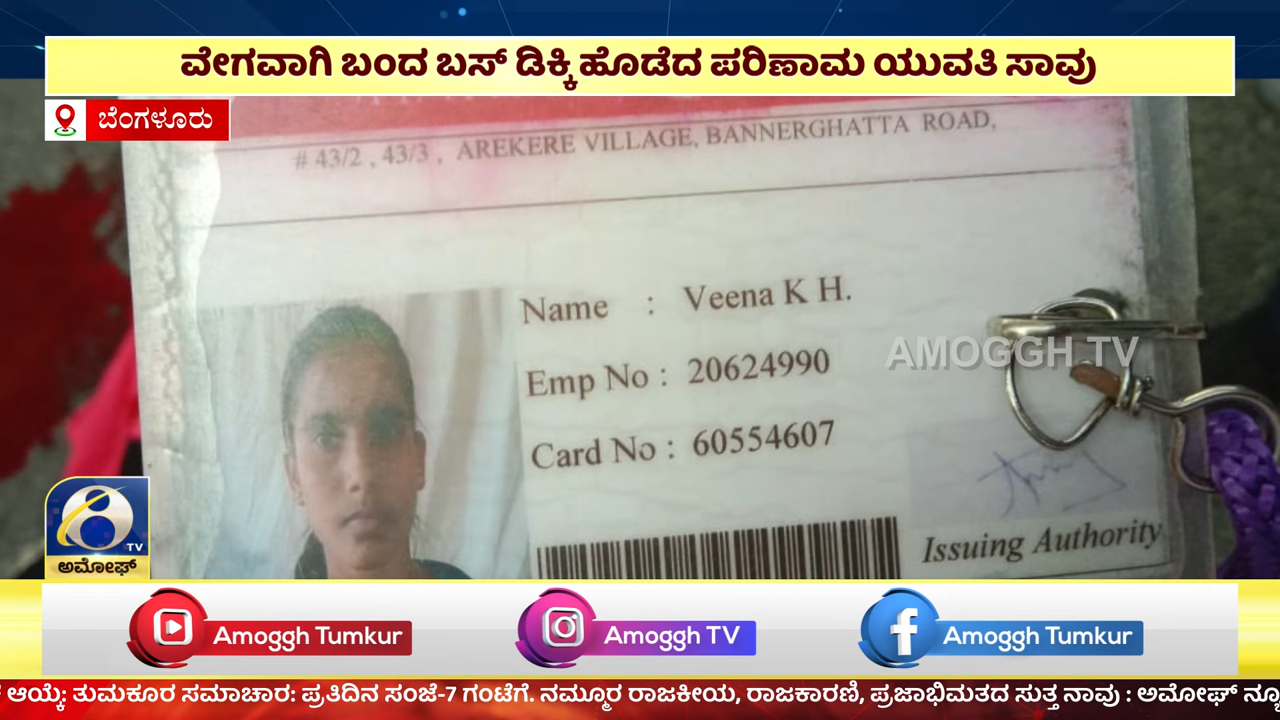 ವೇಗವಾಗಿ ಬಂದ ಬಸ್ ಡಿಕ್ಕಿ ಹೊಡೆದ ಪರಿಣಾಮ ಯುವತಿ ಸಾವು
ಬೆಂಗಳೂರು
# 43/2 , 43/3 , AREKERE VILLAGE, BANNERGHATTA ROAD,
Name : Veena K H.
AMOGGH TV
Emp No : 20624990
Card No : 60554607
Issuing Authority
TV
ಅಮೋಘ್
Amoggh Tumkur
Amoggh TV
Amoggh Tumkur
ಆಯ್ಕೆ ತುಮಕೂರ ಸಮಾಚಾರ: ಪ್ರತಿದಿನ ಸಂಜೆ-7 ಗಂಟೆಗೆ. ನಮ್ಮೂರ ರಾಜಕೀಯ, ರಾಜಕಾರಣಿ, ಪ್ರಜಾಭಿಮತದ ಸುತ್ತ ನಾವು : ಅಮೋಘ್